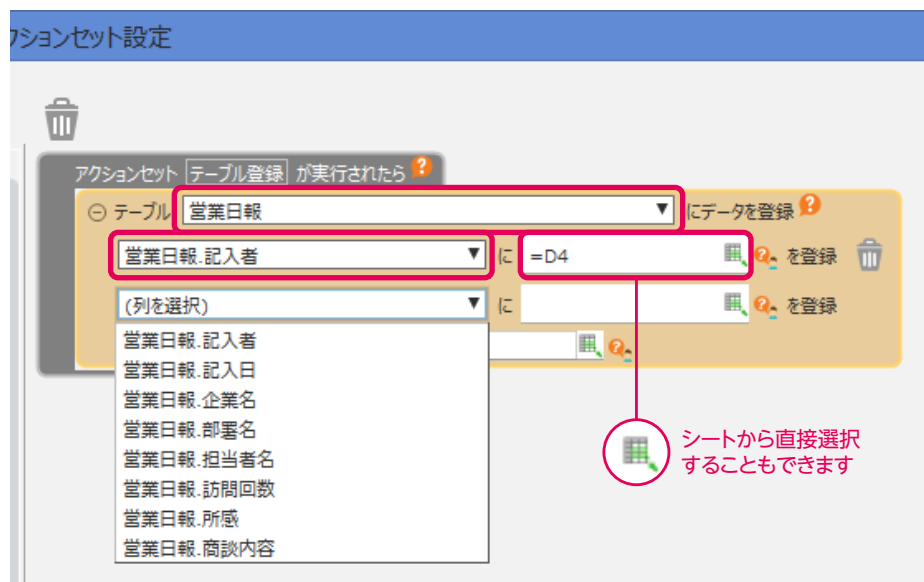 クションセット設定
アクションセット テーブル登録 が実行されたら ?
テーブル 営業日報 ▼ にデータを登録 ?
営業日報.記入者 ▼ に =D4 ? を登録
(列を選択) ▼ に ? を登録
営業日報.記入者
?
営業日報.記入日
営業日報.企業名
営業日報.部署名
営業日報.担当者名
営業日報.訪問回数
営業日報.所感
営業日報.商談内容
シートから直接選択
することもできます